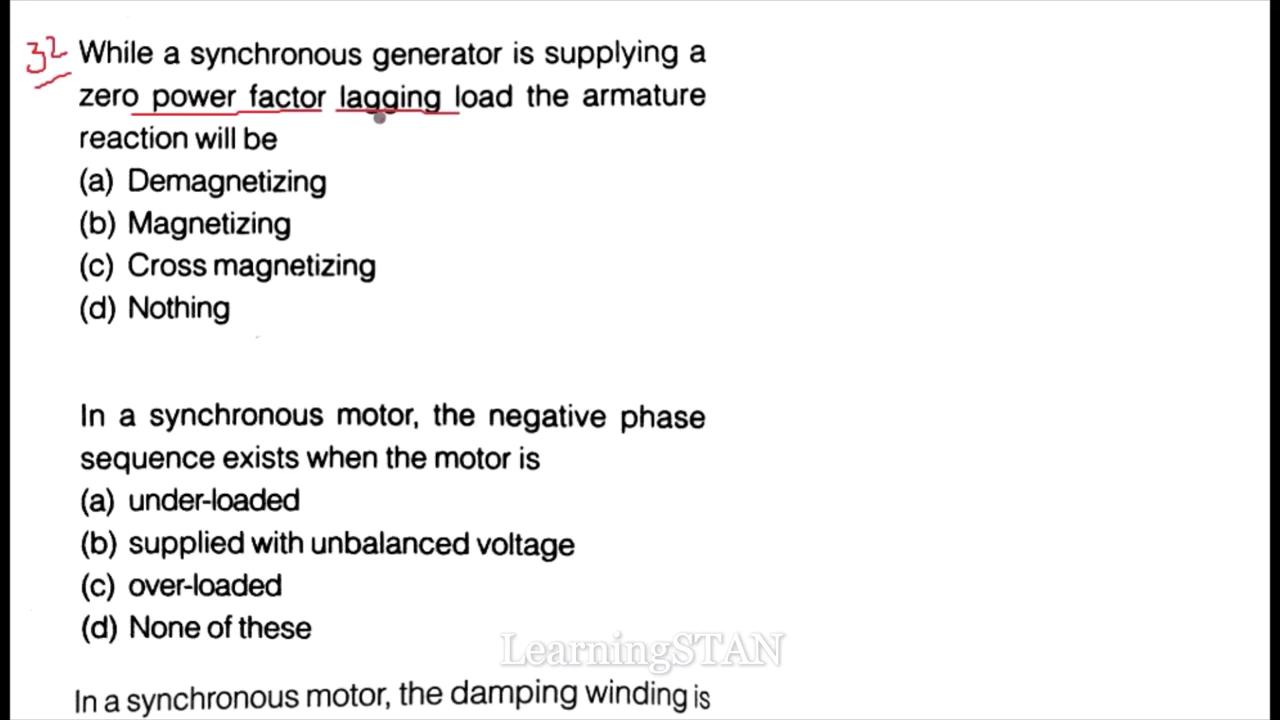 32 While a synchronous generator is supplying a
zero power factor lagging load the armature
reaction will be
(a) Demagnetizing
(b) Magnetizing
(c) Cross magnetizing
(d) Nothing
In a synchronous motor, the negative phase
sequence exists when the motor is
(a) under-loaded
(b) supplied with unbalanced voltage
(c) over-loaded
(d) None of these
LearningSTAN
In a synchronous motor, the damping winding is